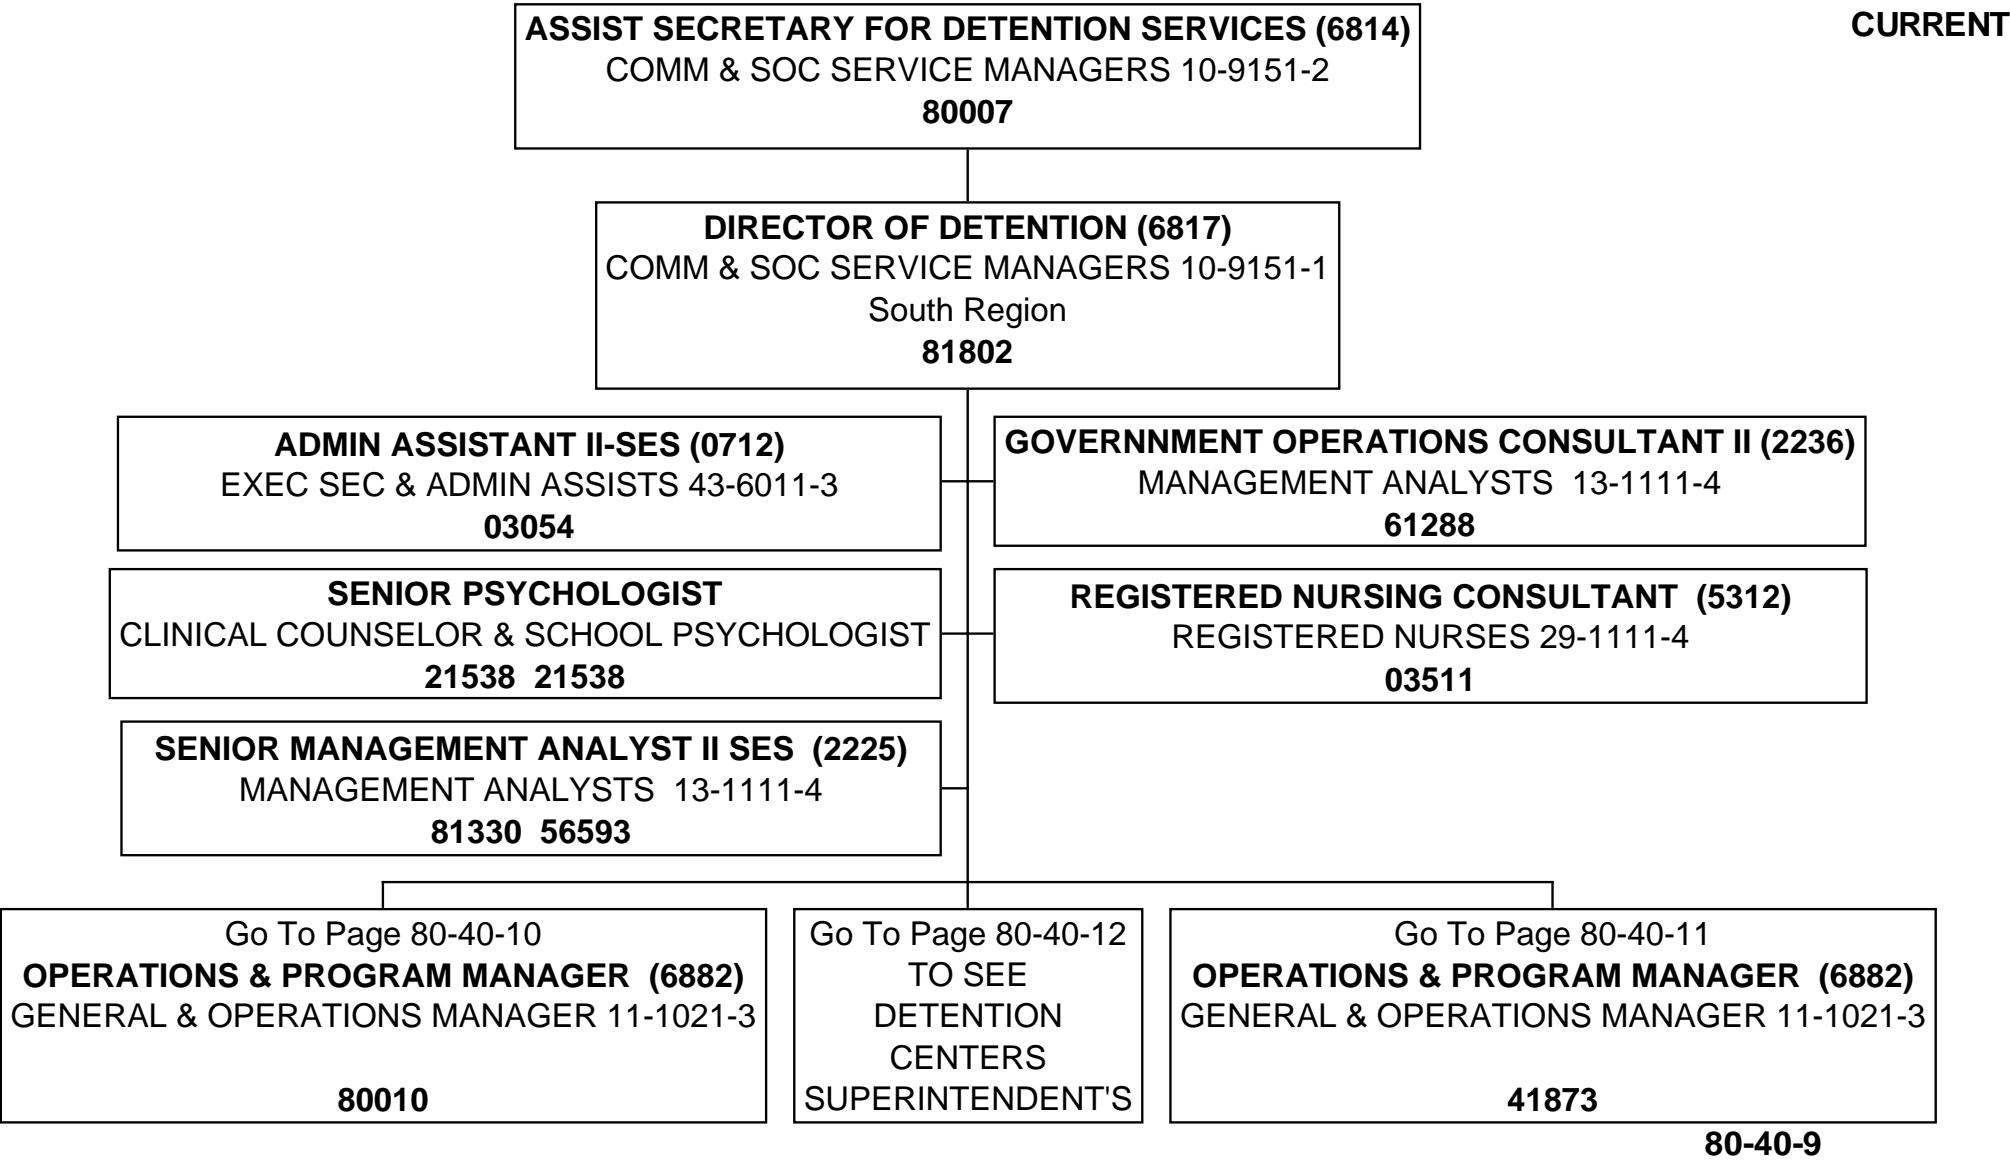 CURRENT
ASSIST SECRETARY FOR DETENTION SERVICES (6814)
COMM & SOC SERVICE MANAGERS 10-9151-2
80007
DIRECTOR OF DETENTION (6817)
COMM & SOC SERVICE MANAGERS 10-9151-1
South Region
81802
ADMIN ASSISTANT II-SES (0712)
EXEC SEC & ADMIN ASSISTS 43-6011-3
03054
GOVERNNMENT OPERATIONS CONSULTANT II (2236)
MANAGEMENT ANALYSTS 13-1111-4
61288
SENIOR PSYCHOLOGIST
CLINICAL COUNSELOR & SCHOOL PSYCHOLOGIST
21538 21538
REGISTERED NURSING CONSULTANT (5312)
REGISTERED NURSES 29-1111-4
03511
SENIOR MANAGEMENT ANALYST II SES (2225)
MANAGEMENT ANALYSTS 13-1111-4
81330 56593
Go To Page 80-40-10
OPERATIONS & PROGRAM MANAGER (6882)
GENERAL & OPERATIONS MANAGER 11-1021-3
80010
Go To Page 80-40-12
TO SEE
DETENTION
CENTERS
SUPERINTENDENT'S
Go To Page 80-40-11
OPERATIONS & PROGRAM MANAGER (6882)
GENERAL & OPERATIONS MANAGER 11-1021-3
41873
80-40-9